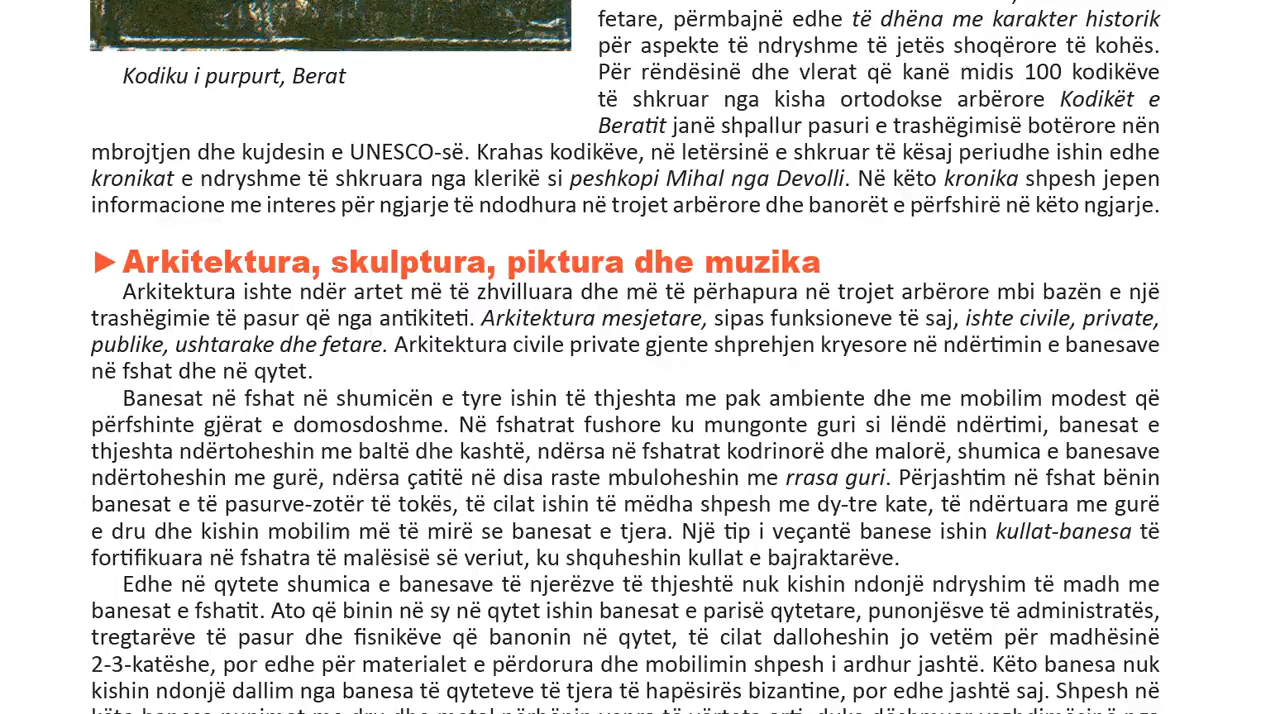 fetare, përmbajnë edhe të dhëna me karakter historik
për aspekte të ndryshme të jetës shoqërore të kohës.
Për rëndësinë dhe vlerat që kanë midis 100 kodikëve
të shkruar nga kisha ortodokse arbërore Kodikët e
Beratit janë shpallur pasuri e trashëgimisë botërore nën
Kodiku i purpurt, Berat
mbrojtjen dhe kujdesin e UNESCO-së. Krahas kodikëve, në letërsinë e shkruar të kësaj periudhe ishin edhe
kronikat e ndryshme të shkruara nga klerikë si peshkopi Mihal nga Devolli. Në këto kronika shpesh jepen
informacione me interes për ngjarje të ndodhura në trojet arbërore dhe banorët e përfshirë në këto ngjarje.
►Arkitektura, skulptura, piktura dhe muzika
Arkitektura ishte ndër artet më të zhvilluara dhe më të përhapura në trojet arbërore mbi bazën e një
trashëgimie të pasur që nga antikiteti. Arkitektura mesjetare, sipas funksioneve të saj, ishte civile, private,
publike, ushtarake dhe fetare. Arkitektura civile private gjente shprehjen kryesore në ndërtimin e banesave
në fshat dhe në qytet.
Banesat në fshat në shumicën e tyre ishin të thjeshta me pak ambiente dhe me mobilim modest që
përfshinte gjërat e domosdoshme. Në fshatrat fushore ku mungonte guri si lëndë ndërtimi, banesat e
thjeshta ndërtoheshin me baltë dhe kashtë, ndërsa në fshatrat kodrinorë dhe malorë, shumica e banesave
ndërtoheshin me gurë, ndërsa çatitë në disa raste mbuloheshin me rrasa guri. Përjashtim në fshat bënin
banesat e të pasurve-zotër të tokës, të cilat ishin të mëdha shpesh me dy-tre kate, të ndërtuara me gurë
e dru dhe kishin mobilim më të mirë se banesat e tjera. Një tip i veçantë banese ishin kullat-banesa të
fortifikuara në fshatra të malësisë së veriut, ku shquheshin kullat e bajraktarëve.
Edhe në qytete shumica e banesave të njerëzve të thjeshtë nuk kishin ndonjë ndryshim të madh me
banesat e fshatit. Ato që binin në sy në qytet ishin banesat e parisë qytetare, punonjësve të administratës,
tregtarëve të pasur dhe fisnikëve që banonin në qytet, të cilat dalloheshin jo vetëm për madhësinë
2-3-katëshe, por edhe për materialet e përdorura dhe mobilimin shpesh i ardhur jashtë. Këto banesa nuk
kishin ndonjë dallim nga banesa të qyteteve të tjera të hapësirës bizantine, por edhe jashtë saj. Shpesh në